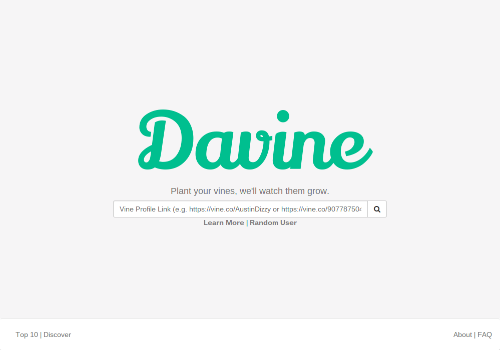 Davine
Plant your vines, we'll watch them grow.
Vine Profile Link (e.g. https://vine.co/AustinDizzy or https://vine.co/90778750
Learn More | Random User
Top 10 | Discover
About | FAQ